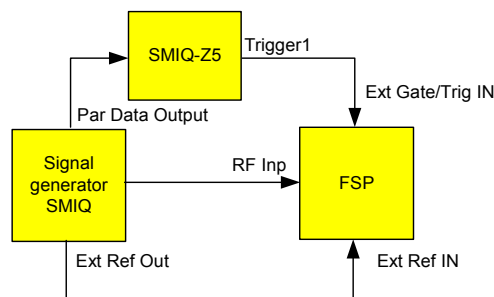 SMIQ-Z5
Trigger1
Ext Gate/Trig IN
Par Data Output
Signal
generator
SMIQ
RF Inp
FSP
Ext Ref Out
Ext Ref IN